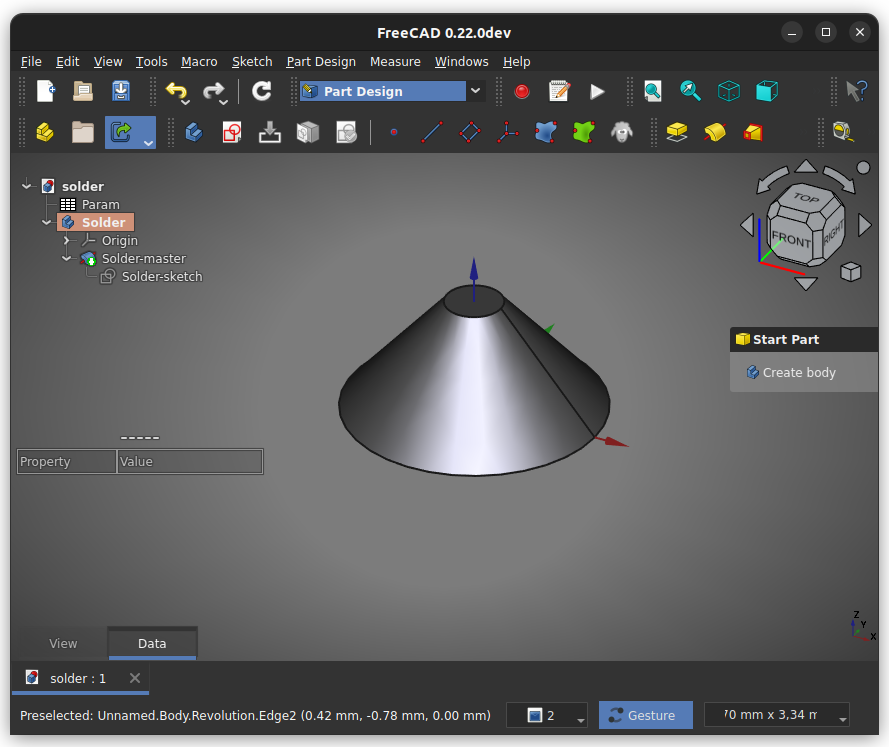 FreeCAD 0.22.0dev
File Edit View Tools Macro Sketch Part Design Measure Windows Help
Part Design
solder
Param
Solder
Origin
Solder-master
Solder-sketch
TOP
FRONT
RIGHT
Start Part
Create body
Property Value
View Data
Z
Y
X
solder : 1
Preselected: Unnamed.Body.Revolution.Edge2 (0.42 mm, -0.78 mm, 0.00 mm) 2 Gesture 70 mm x 3,34 m